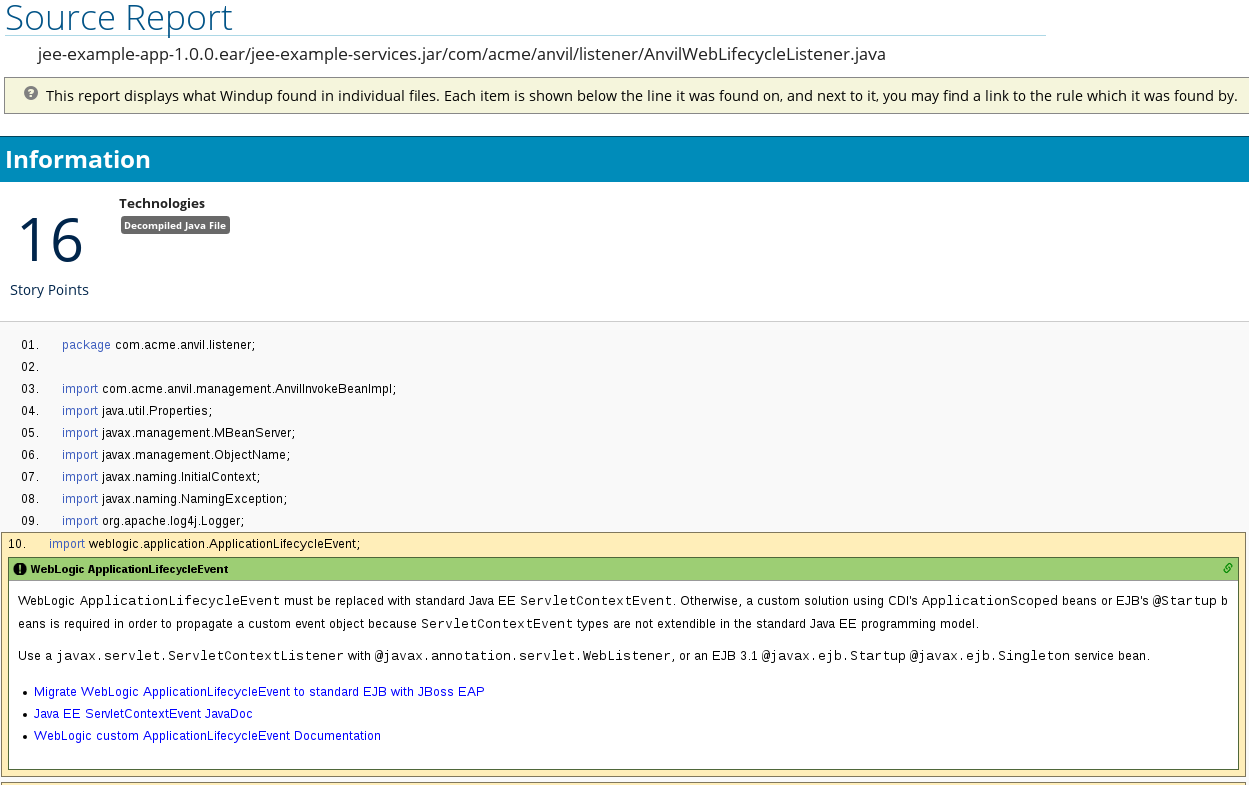 Source Report
jee-example-app-1.0.0.ear/jee-example-services.jar/com/acme/anvil/listener/AnvilWebLifecycleListener.java
This report displays what Windup found in individual files. Each item is shown below the line it was found on, and next to it, you may find a link to the rule which it was found by.
Information
Technologies
Decompiled Java File
16
Story Points
01. package com.acme.anvil.listener;
02.
03. import com.acme.anvil.management.AnvilInvokeBeanImpl;
04. import java.util.Properties;
05. import javax.management.MBeanServer;
06. import javax.management.ObjectName;
07. import javax.naming.InitialContext;
08. import javax.naming.NamingException;
09. import org.apache.log4j.Logger;
10. import weblogic.application.ApplicationLifecycleEvent;
WebLogic ApplicationLifecycleEvent
WebLogic ApplicationLifecycleEvent must be replaced with standard Java EE ServletContextEvent. Otherwise, a custom solution using CDI's ApplicationScoped beans or EJB's @Startup b
eans is required in order to propagate a custom event object because ServletContextEvent types are not extendible in the standard Java EE programming model.
Use a javax.servlet.ServletContextListener with @javax.annotation.servlet.WebListener, or an EJB 3.1 @javax.ejb.Startup @javax.ejb.Singleton service bean.
• Migrate WebLogic ApplicationLifecycleEvent to standard EJB with JBoss EAP
• Java EE ServletContextEvent JavaDoc
• WebLogic custom ApplicationLifecycleEvent Documentation